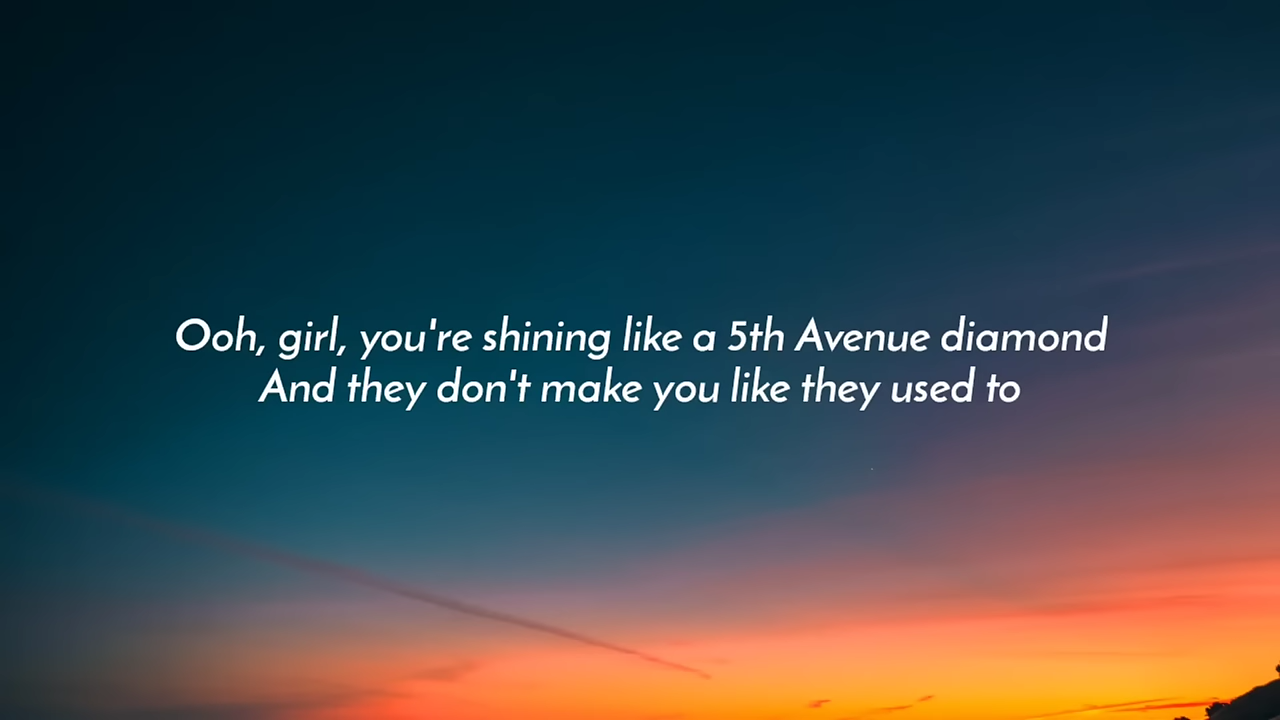 Ooh, girl, you're shining like a 5th Avenue diamond
And they don't make you like they used to